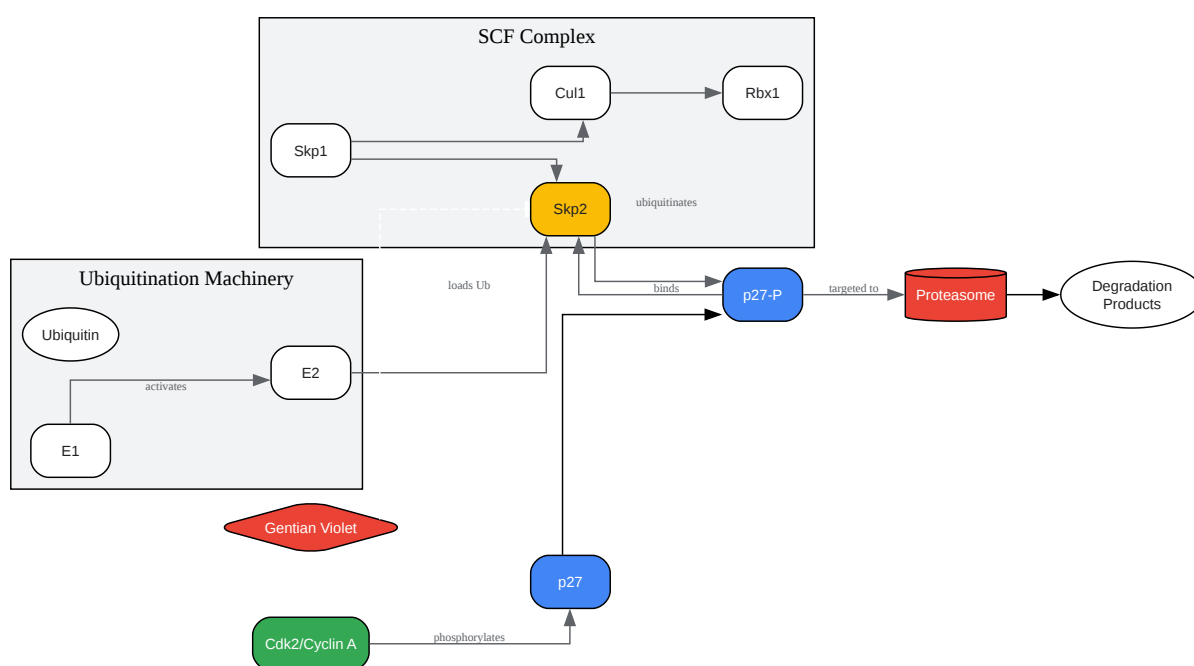 SCF Complex
Cul1
Rbx1
Skp1
Skp2
ubiquitinates
Ubiquitination Machinery
loads Ub
binds
p27-P
targeted to
Proteasome
Degradation
Products
Ubiquitin
E2
activates
E1
Gentian Violet
p27
Cdk2/Cyclin A
phosphorylates